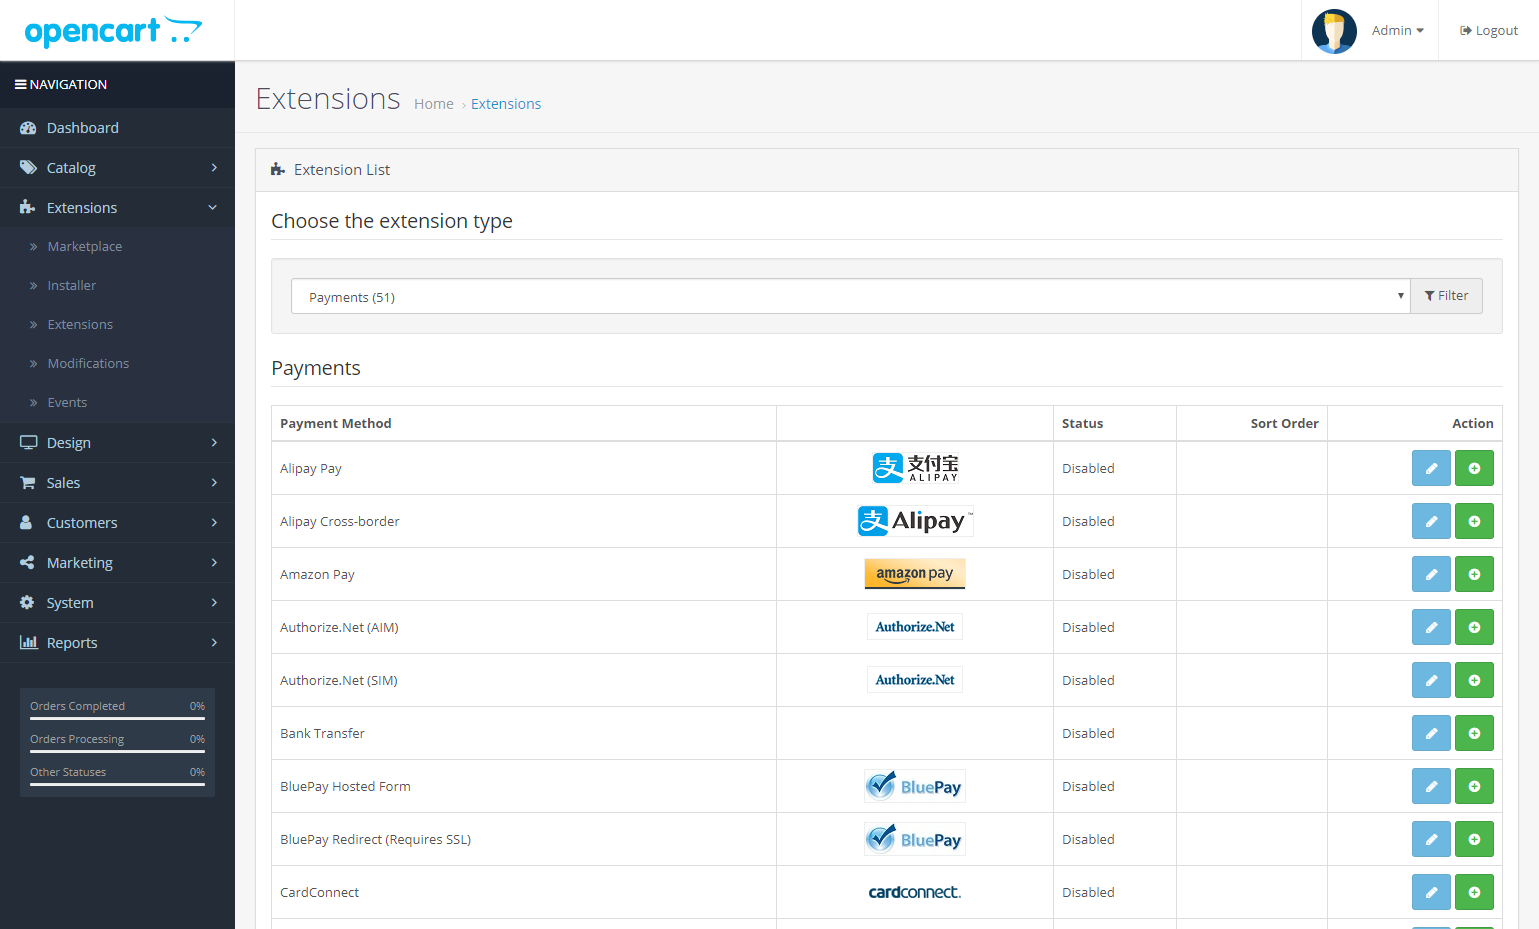 opencart
Admin
Logout
NAVIGATION
Dashboard
Catalog
Extensions
Marketplace
Installer
Extensions
Modifications
Events
Design
Sales
Customers
Marketing
System
Reports
Orders Completed 0%
Orders Processing 0%
Other Statuses 0%
Extensions Home › Extensions
Extension List
Choose the extension type
Payments (51) Filter
Payments
Payment Method Status Sort Order Action
Alipay Pay 支付宝 ALIPAY Disabled
Alipay Cross-border 支 Alipay™ Disabled
Amazon Pay amazon pay Disabled
Authorize.Net (AIM) Authorize.Net Disabled
Authorize.Net (SIM) Authorize.Net Disabled
Bank Transfer Disabled
BluePay Hosted Form BluePay Disabled
BluePay Redirect (Requires SSL) BluePay Disabled
CardConnect cardconnect. Disabled